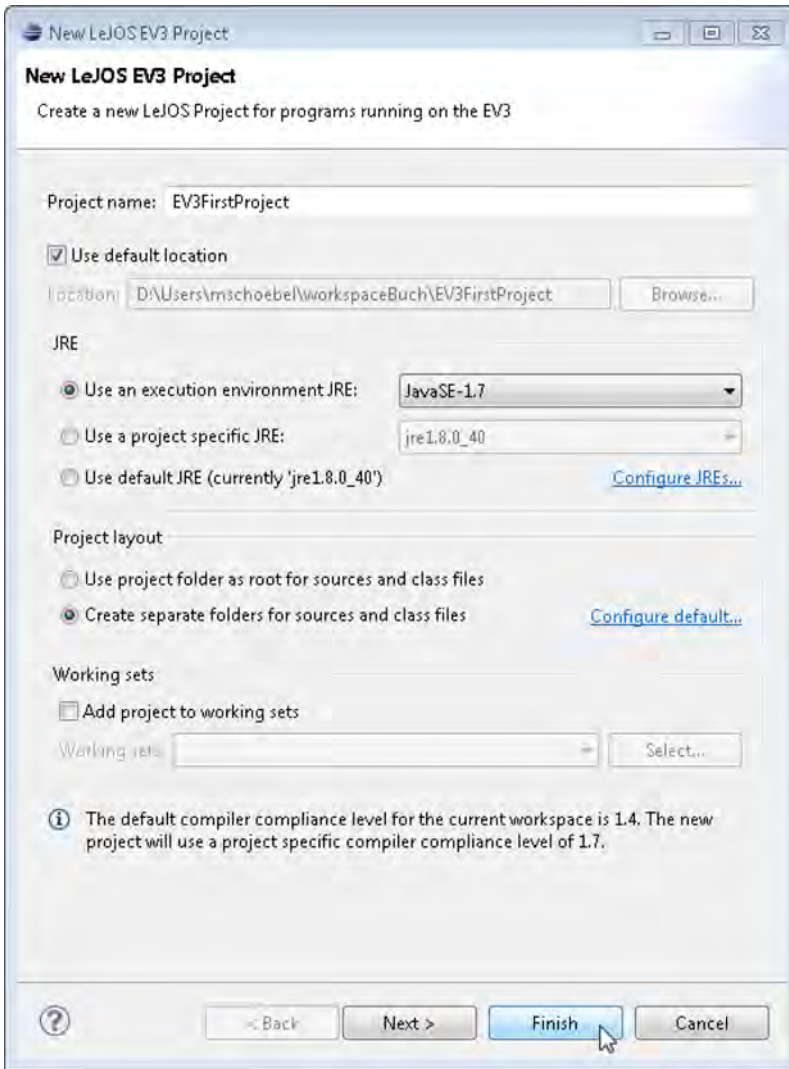 New LeJOS EV3 Project
New LeJOS EV3 Project
Create a new LeJOS Project for programs running on the EV3
Project name: EV3FirstProject
Use default location
Location: D:\Users\mschoebel\workspaceBuch\EV3FirstProject Browse...
JRE
Use an execution environment JRE: JavaSE-1.7
Use a project specific JRE: jre1.8.0_40
Use default JRE (currently 'jre1.8.0_40') Configure JREs...
Project layout
Use project folder as root for sources and class files
Create separate folders for sources and class files Configure default...
Working sets
Add project to working sets
Working sets: Select...
The default compiler compliance level for the current workspace is 1.4. The new
project will use a project specific compiler compliance level of 1.7.
? < Back Next > Finish Cancel